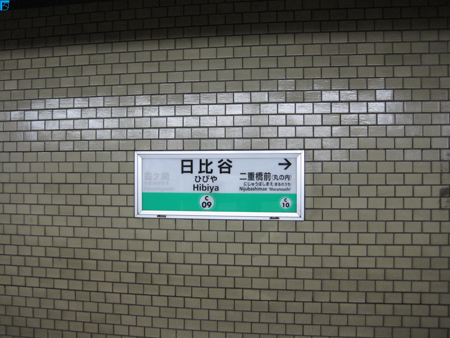 日比谷
ひびや
Hibiya
C
09
→
二重橋前(丸の内)
にじゅうばしまえ まるのうち
Nijubashimae 'Marunouchi'
C
10